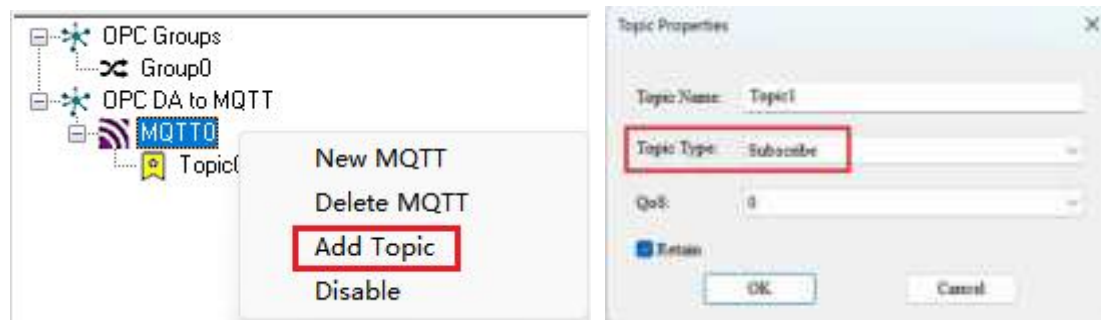 OPC Groups
Group0
OPC DA to MQTT
MQTT0
Topic0
New MQTT
Delete MQTT
Add Topic
Disable
Topic Properties
Topic Name: Topic1
Topic Type: Subscribe
QoS: 0
Retain
OK
Cancel